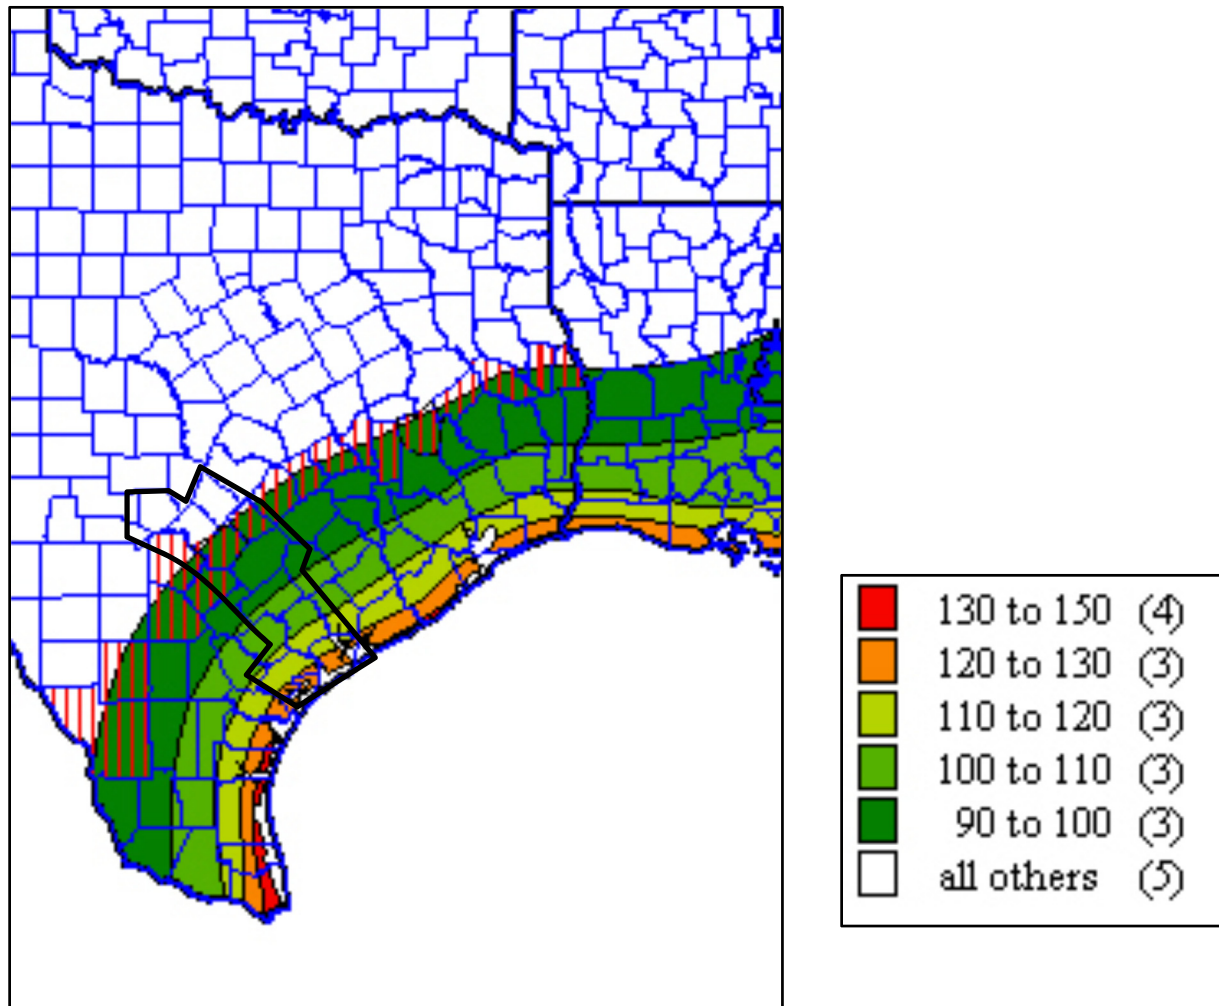 130 to 150 (4)
120 to 130 (3)
110 to 120 (3)
100 to 110 (3)
90 to 100 (3)
all others (5)